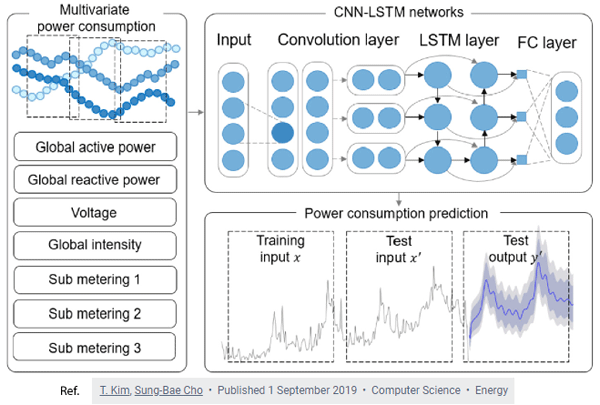 Multivariate
power consumption
Global active power
Global reactive power
Voltage
Global intensity
Sub metering 1
Sub metering 2
Sub metering 3
CNN-LSTM networks
Input
Convolution layer
LSTM layer
FC layer
Power consumption prediction
Training
input x
Test
input x′
Test
output y′
Ref. T. Kim, Sung-Bae Cho • Published 1 September 2019 • Computer Science • Energy